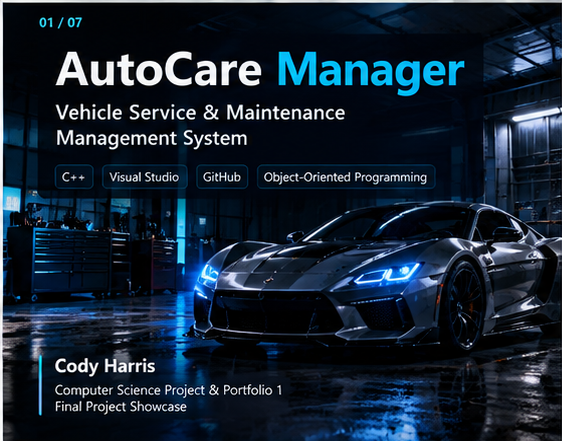 01 / 07
AutoCare Manager
Vehicle Service & Maintenance
Management System
C++ Visual Studio GitHub Object-Oriented Programming
Cody Harris
Computer Science Project & Portfolio 1
Final Project Showcase